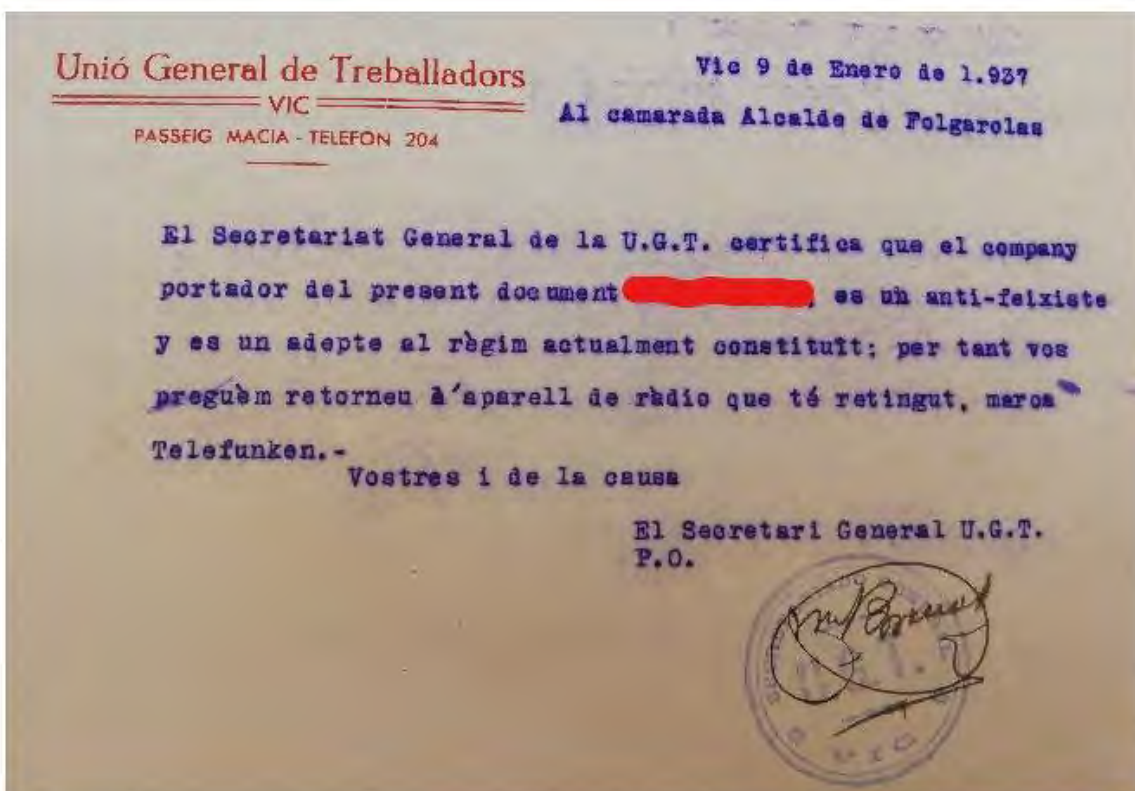 Unió General de Treballadors
VIC
PASSEIG MACIA - TELEFON 204
Vic 9 de Enero de 1.937
Al camarada Alcalde de Folgarolas
El Secretariat General de la U.G.T. certifica que el company
portador del present document , es un anti-feixiste
y es un adepte al règim actualment constituït; per tant vos
preguèm retorneu à'aparell de ràdio que té retingut, marca
Telefunken.-
Vostres i de la causa
El Secretari General U.G.T.
P.O.
VIC